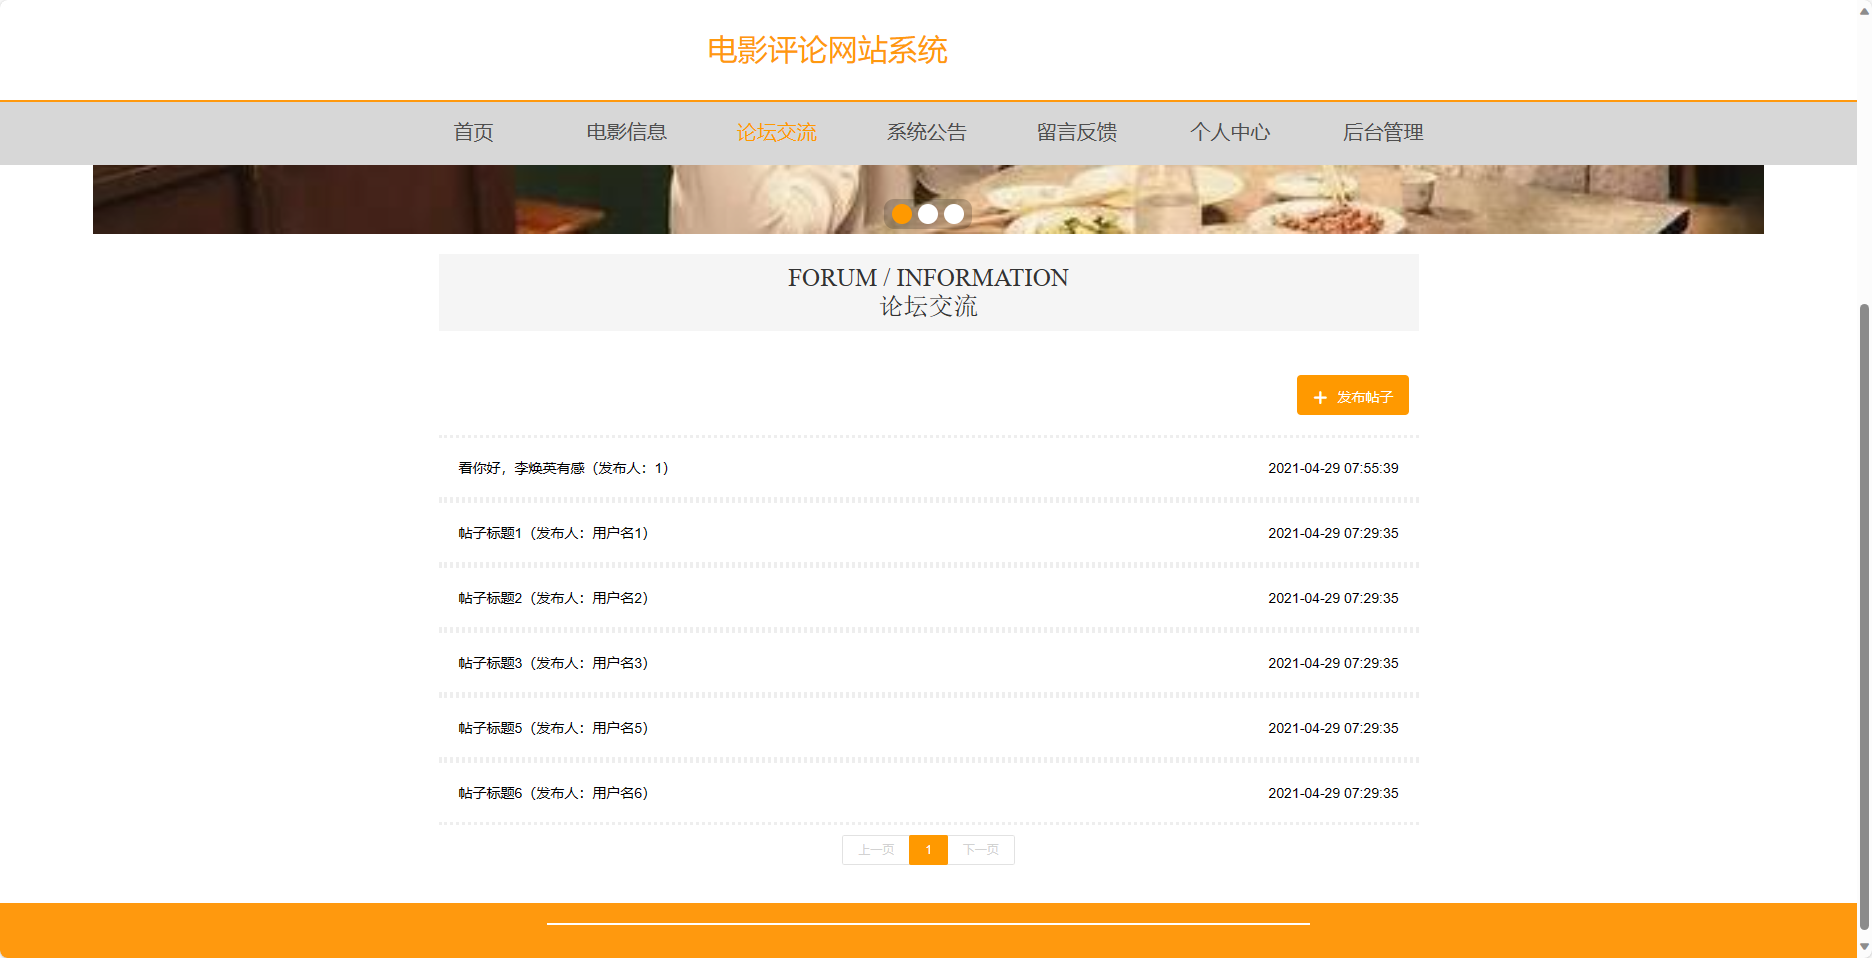 电影评论网站系统
首页 电影信息 论坛交流 系统公告 留言反馈 个人中心 后台管理
FORUM / INFORMATION
论坛交流
+ 发布帖子
看你好，李焕英有感（发布人：1） 2021-04-29 07:55:39
帖子标题1（发布人：用户名1） 2021-04-29 07:29:35
帖子标题2（发布人：用户名2） 2021-04-29 07:29:35
帖子标题3（发布人：用户名3） 2021-04-29 07:29:35
帖子标题5（发布人：用户名5） 2021-04-29 07:29:35
帖子标题6（发布人：用户名6） 2021-04-29 07:29:35
上一页 1 下一页